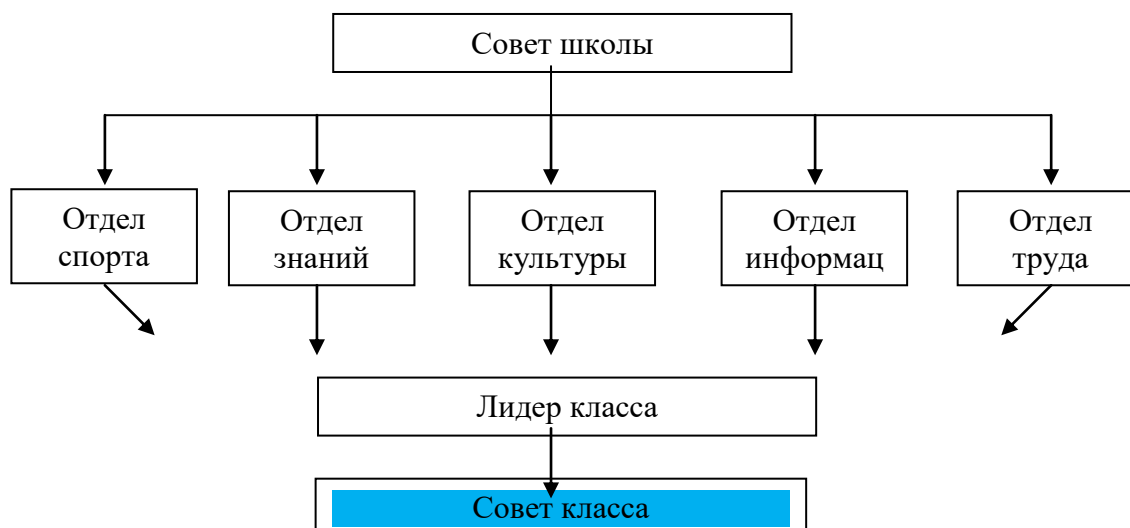 Совет школы
Отдел
спорта
Отдел
знаний
Отдел
культуры
Отдел
информац
Отдел
труда
Лидер класса
Совет класса